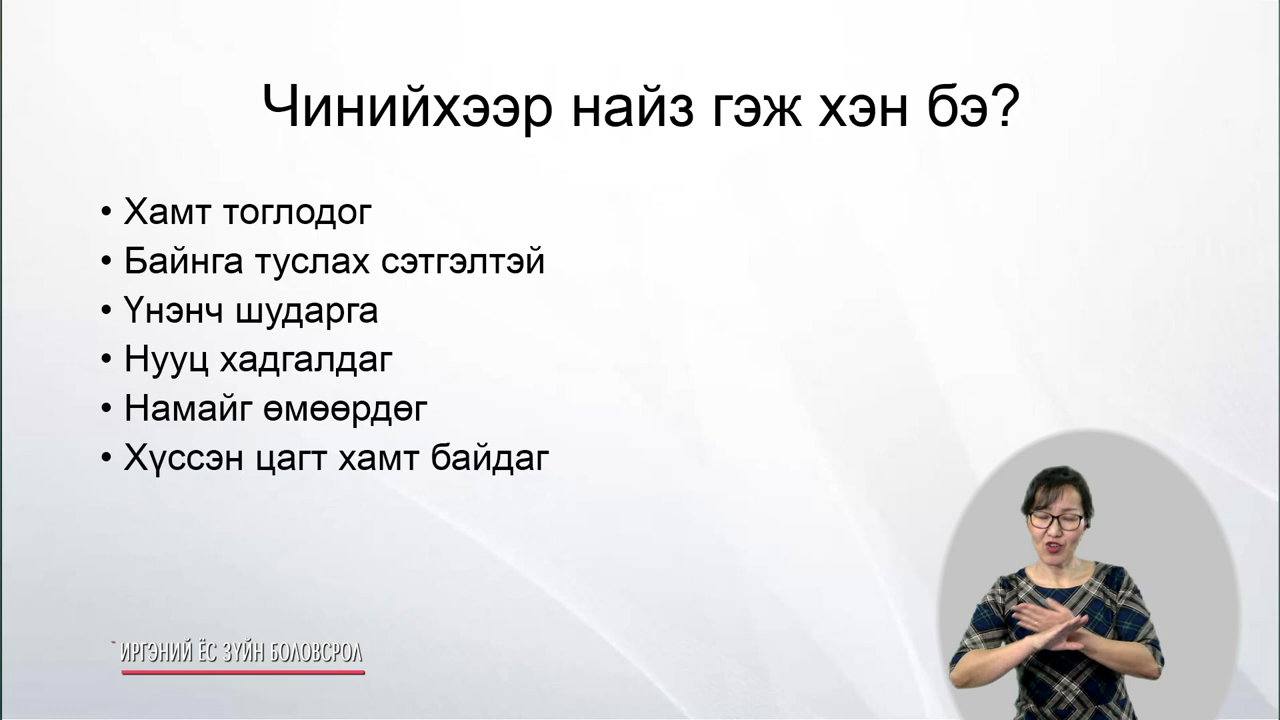 Чинийхээр найз гэж хэн бэ?
• Хамт тоглодог
• Байнга туслах сэтгэлтэй
• Үнэнч шударга
• Нууц хадгалдаг
• Намайг өмөөрдөг
• Хүссэн цагт хамт байдаг
ИРГЭНИЙ ЁС ЗҮЙН БОЛОВСРОЛ